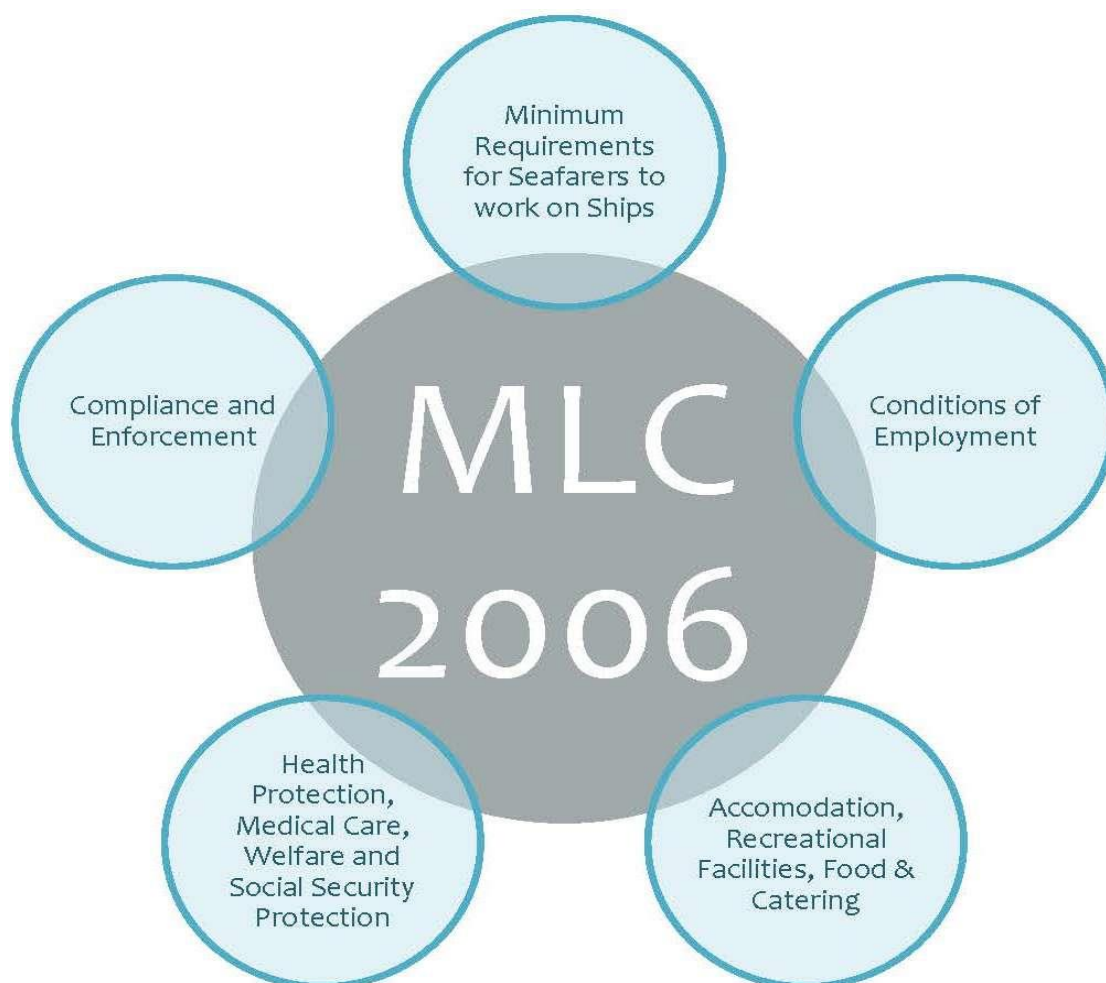 Minimum
Requirements
for Seafarers to
work on Ships
Compliance and
Enforcement
MLC
2006
Conditions of
Employment
Health
Protection,
Medical Care,
Welfare and
Social Security
Protection
Accomodation,
Recreational
Facilities, Food &
Catering